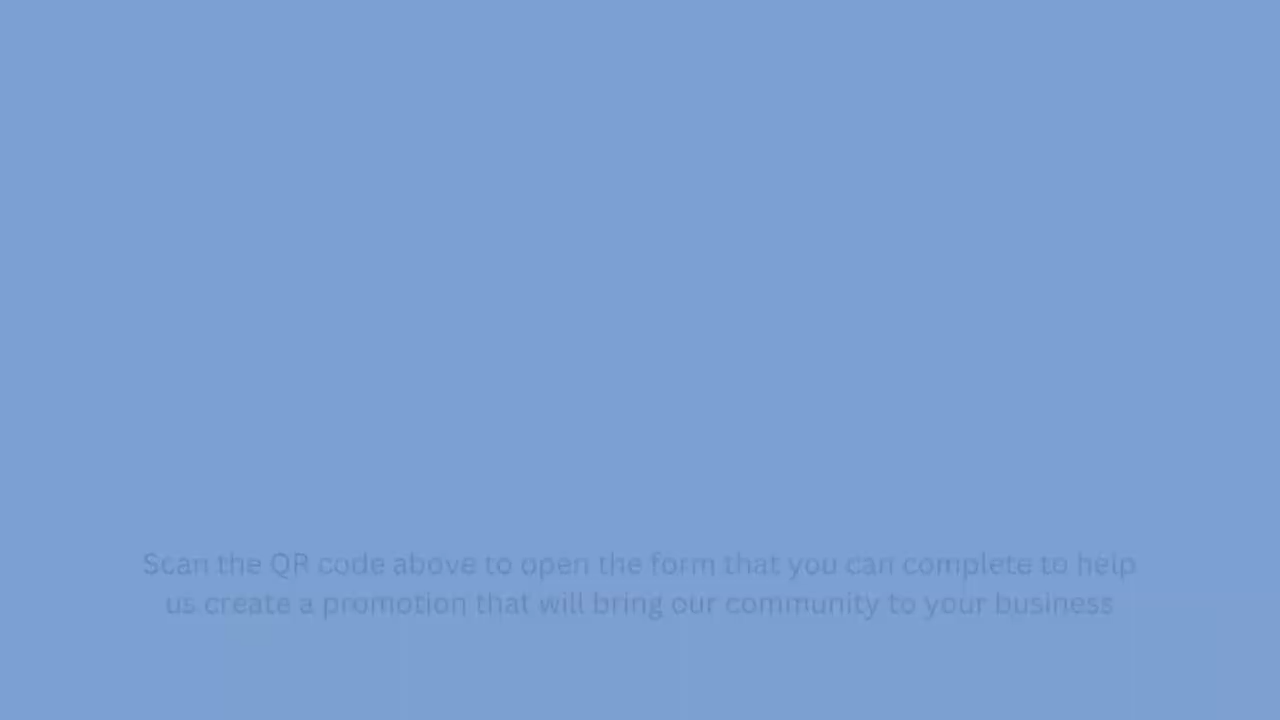 Scan the QR code above to open the form that you can complete to help
us create a promotion that will bring our community to your business